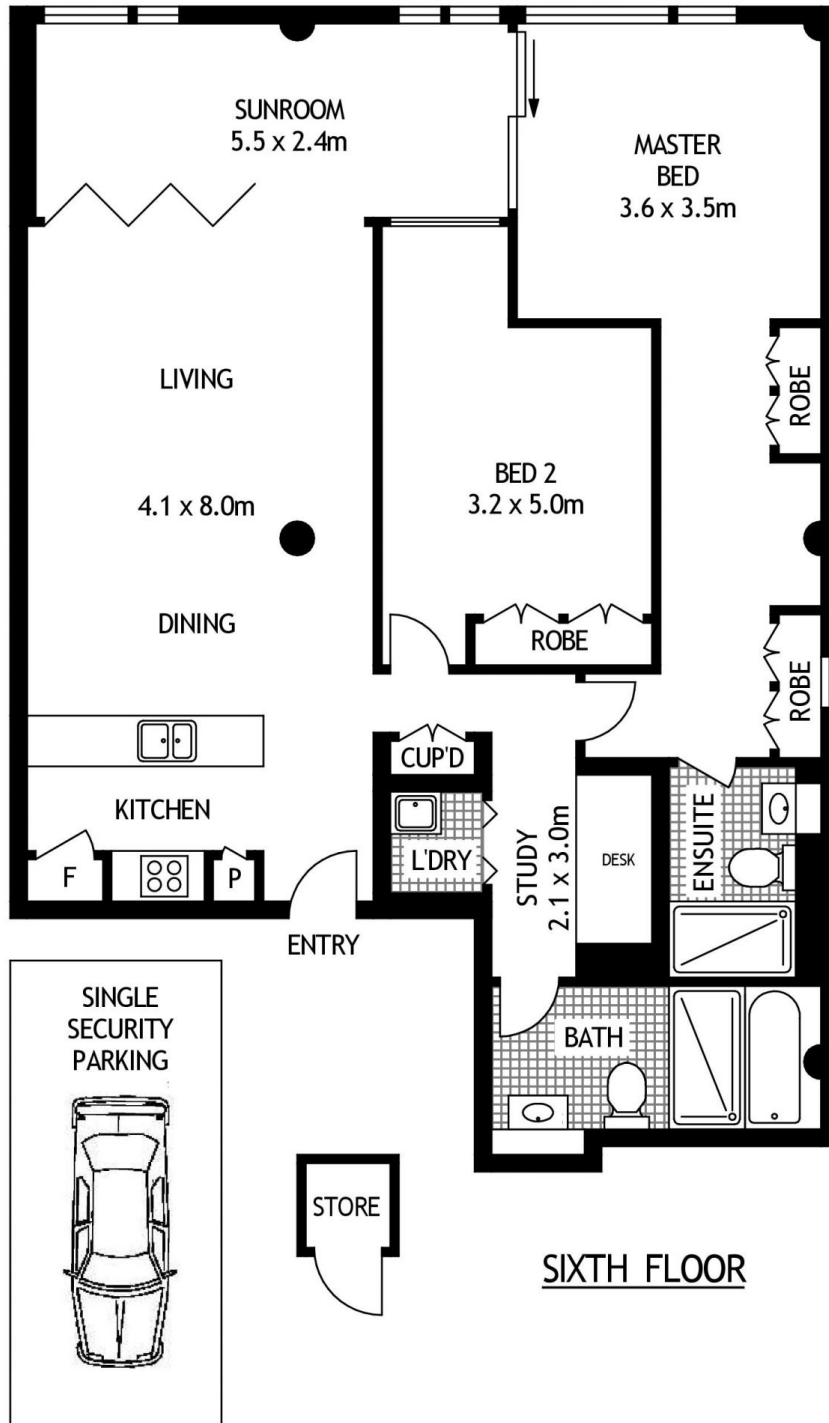 SUNROOM
5.5 x 2.4m
MASTER
BED
3.6 x 3.5m
LIVING
4.1 x 8.0m
DINING
BED 2
3.2 x 5.0m
ROBE
ROBE
ROBE
CUP'D
KITCHEN
F
P
L'DRY
STUDY
2.1 x 3.0m
DESK
ENSUITE
ENTRY
BATH
SINGLE
SECURITY
PARKING
STORE
SIXTH FLOOR